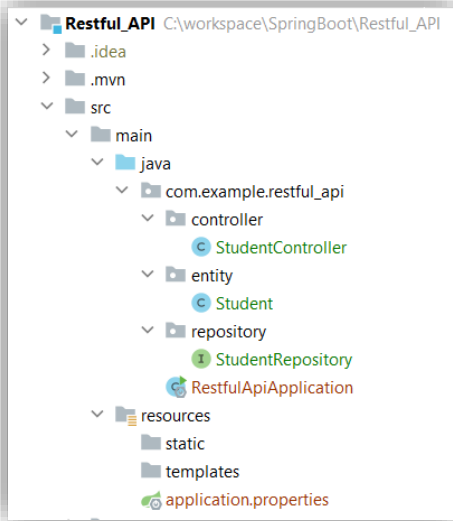 Restful_API C:\workspace\SpringBoot\Restful_API
.idea
.mvn
src
main
java
com.example.restful_api
controller
C StudentController
entity
C Student
repository
I StudentRepository
RestfulApiApplication
resources
static
templates
application.properties